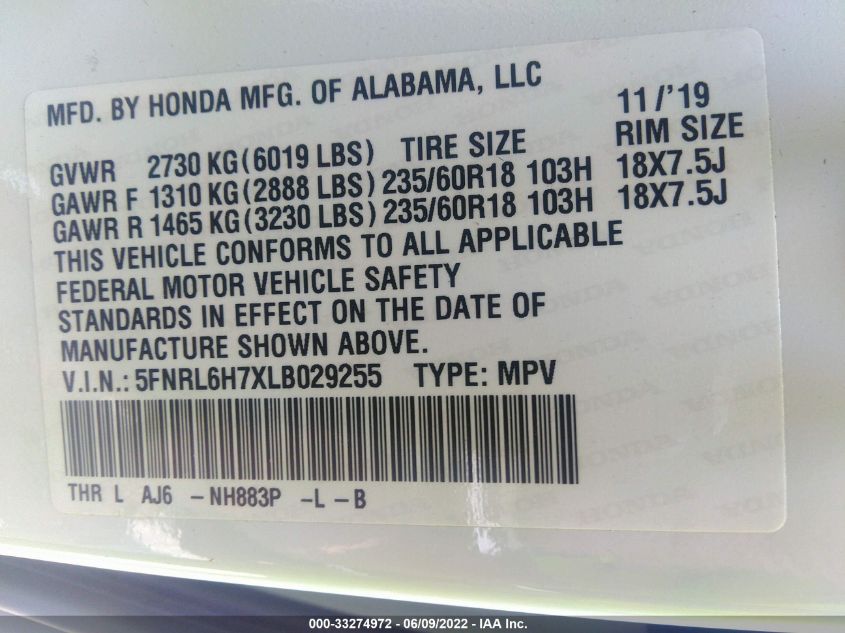 MFD. BY HONDA MFG. OF ALABAMA, LLC 11/'19
GVWR 2730 KG(6019 LBS) TIRE SIZE RIM SIZE
GAWR F 1310 KG(2888 LBS) 235/60R18 103H 18X7.5J
GAWR R 1465 KG(3230 LBS) 235/60R18 103H 18X7.5J
THIS VEHICLE CONFORMS TO ALL APPLICABLE
FEDERAL MOTOR VEHICLE SAFETY
STANDARDS IN EFFECT ON THE DATE OF
MANUFACTURE SHOWN ABOVE.
V.I.N.: 5FNRL6H7XLB029255 TYPE: MPV
THR L AJ6 -NH883P -L -B
000-33274972 - 06/09/2022 - IAA Inc.